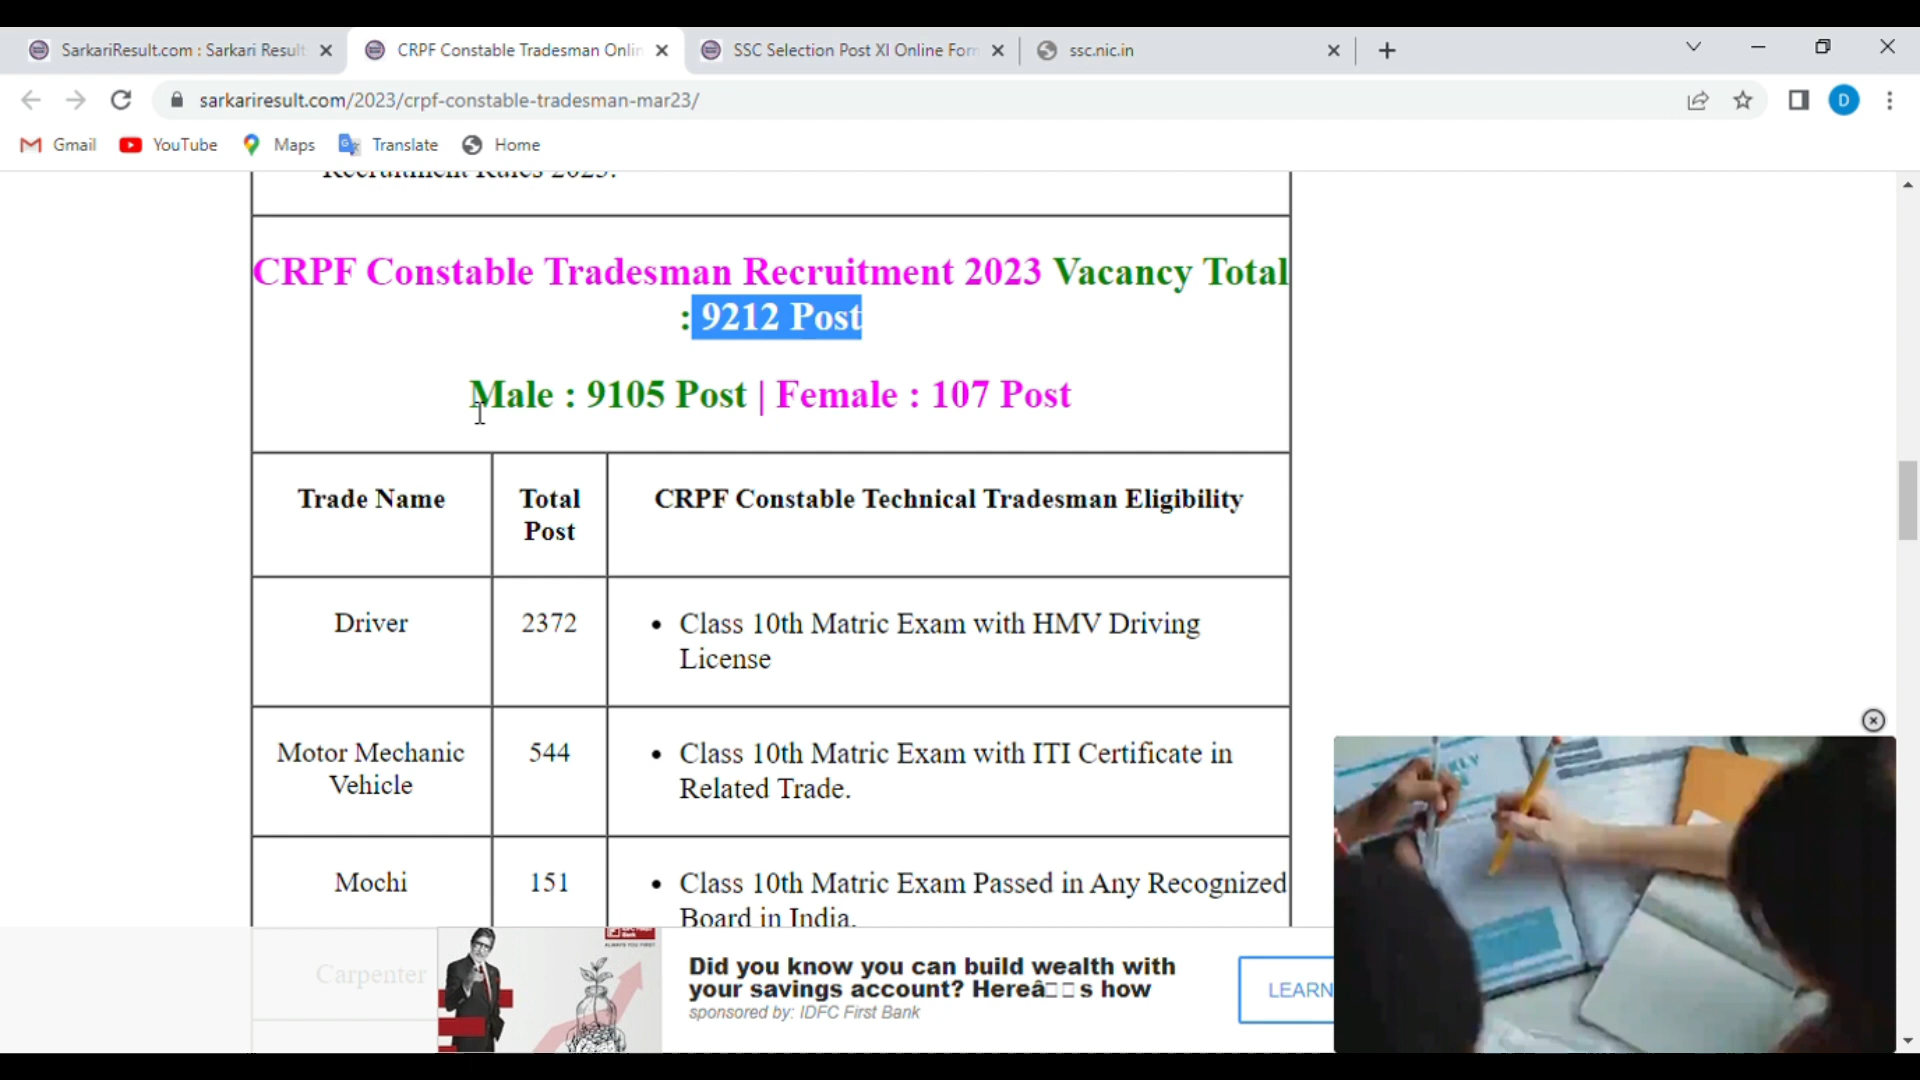 SarkariResult.com : Sarkari Result
CRPF Constable Tradesman Onlin
SSC Selection Post XI Online Form
ssc.nic.in
sarkariresult.com/2023/crpf-constable-tradesman-mar23/
D
Gmail
YouTube
Maps
Translate
Home
Recruitment Rules 2023.
CRPF Constable Tradesman Recruitment 2023 Vacancy Total
: 9212 Post
Male : 9105 Post | Female : 107 Post
Trade Name
Total
Post
CRPF Constable Technical Tradesman Eligibility
Driver
2372
• Class 10th Matric Exam with HMV Driving
License
Motor Mechanic
Vehicle
544
• Class 10th Matric Exam with ITI Certificate in
Related Trade.
Mochi
151
• Class 10th Matric Exam Passed in Any Recognized
Board in India.
Carpenter
Did you know you can build wealth with
your savings account? Hereâ□□s how
sponsored by: IDFC First Bank
LEARN